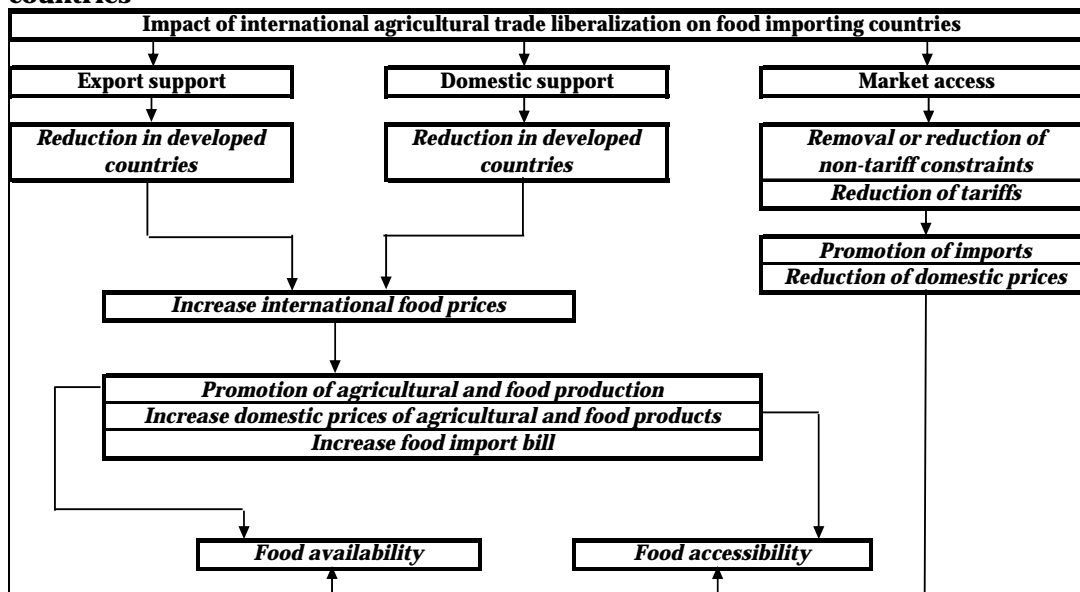 countries
Impact of international agricultural trade liberalization on food importing countries
Export support
Domestic support
Market access
Reduction in developed
countries
Reduction in developed
countries
Removal or reduction of
non-tariff constraints
Reduction of tariffs
Promotion of imports
Reduction of domestic prices
Increase international food prices
Promotion of agricultural and food production
Increase domestic prices of agricultural and food products
Increase food import bill
Food availability
Food accessibility